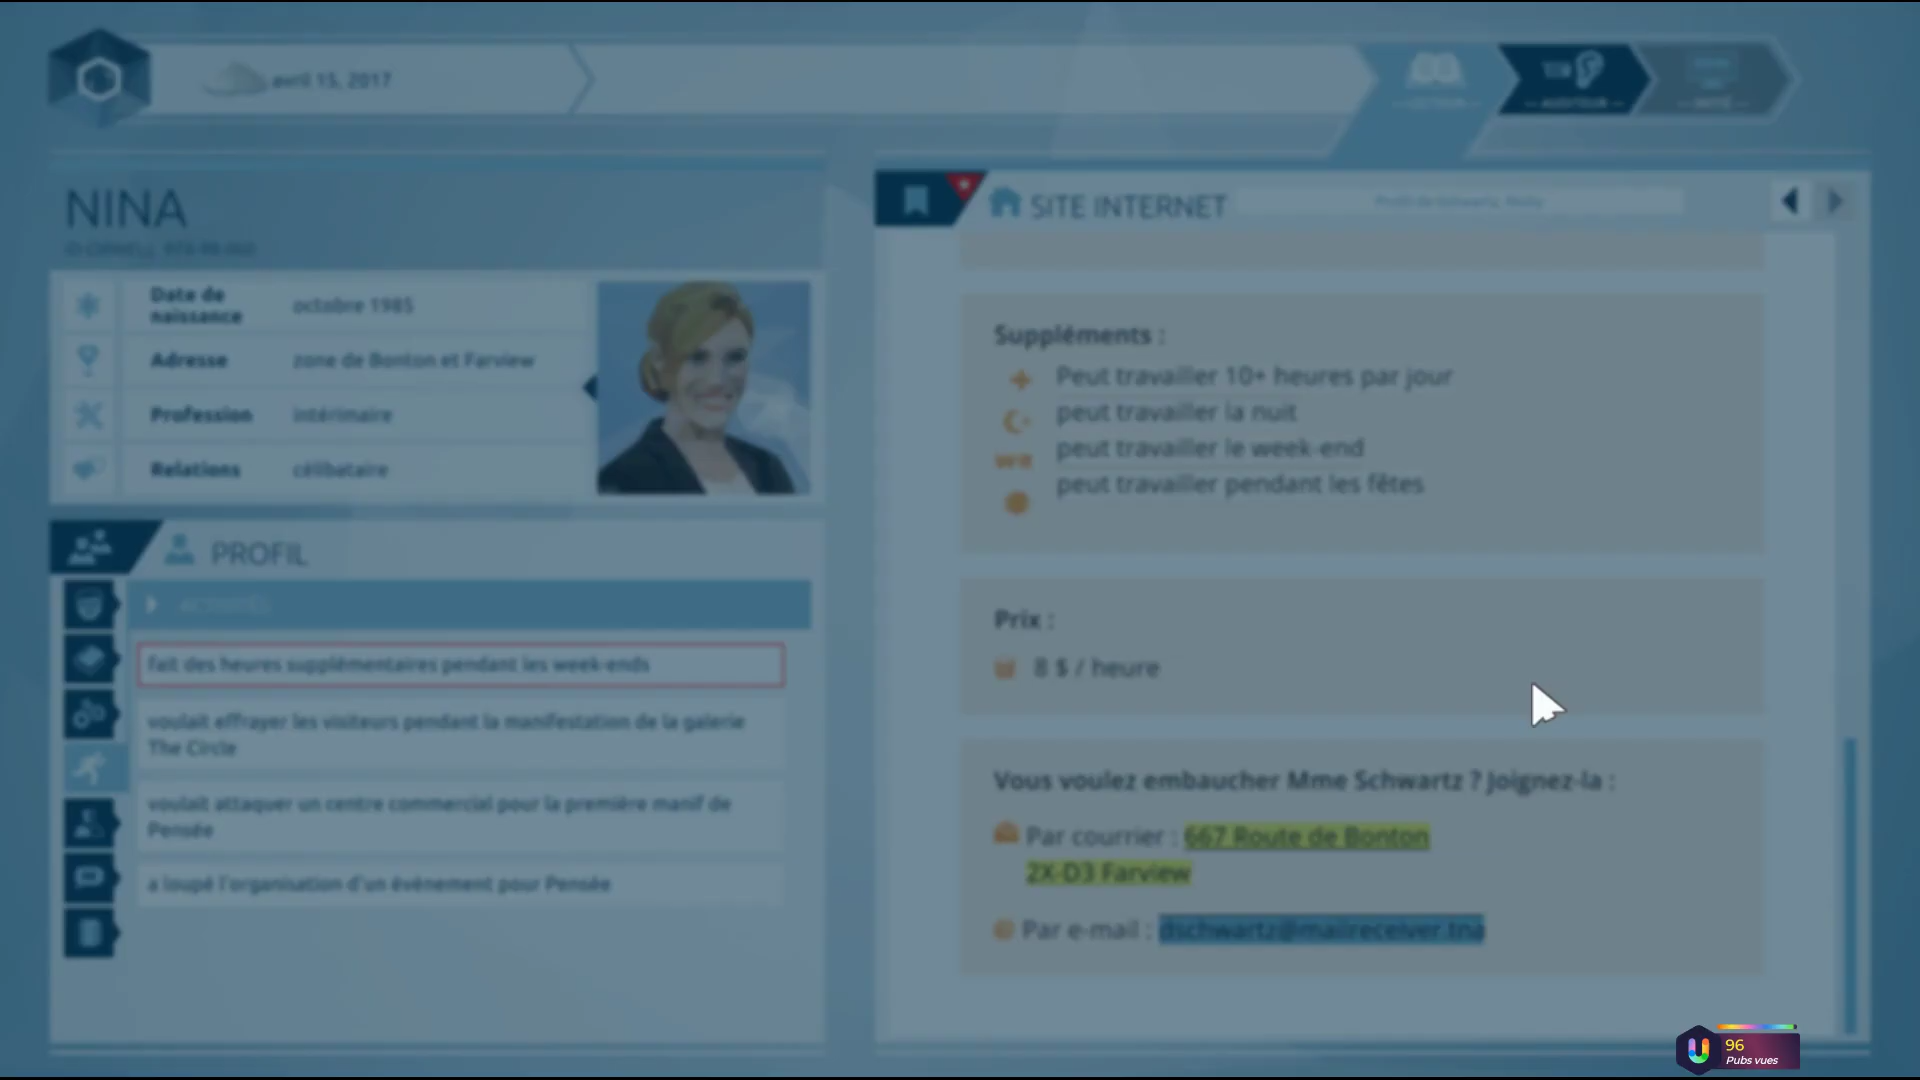 avril 15, 2017
AUDITEUR
NINA
SITE INTERNET
Date de
naissance
octobre 1985
Adresse
zone de Bonton et Farview
Profession
intérimaire
Relations
célibataire
PROFIL
ACTIVITÉS
fait des heures supplémentaires pendant les week-ends
voulait effrayer les visiteurs pendant la manifestation de la galerie
The Circle
voulait attaquer un centre commercial pour la première manif de
Pensée
a loupé l'organisation d'un évènement pour Pensée
Suppléments :
Peut travailler 10+ heures par jour
peut travailler la nuit
peut travailler le week-end
peut travailler pendant les fêtes
Prix :
8 $ / heure
Vous voulez embaucher Mme Schwartz ? Joignez-la :
Par courrier : 667 Route de Bonton
2X-D3 Farview
Par e-mail : dschwartz@mailreceiver.tna
96
Pubs vues